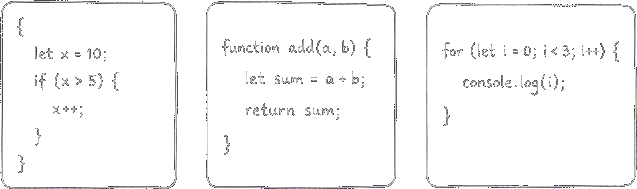 {
let x = 10;
if (x > 5) {
x++;
}
}
function add(a, b) {
let sum = a + b;
return sum;
}
for (let i = 0; i < 3; i++) {
console.log(i);
}